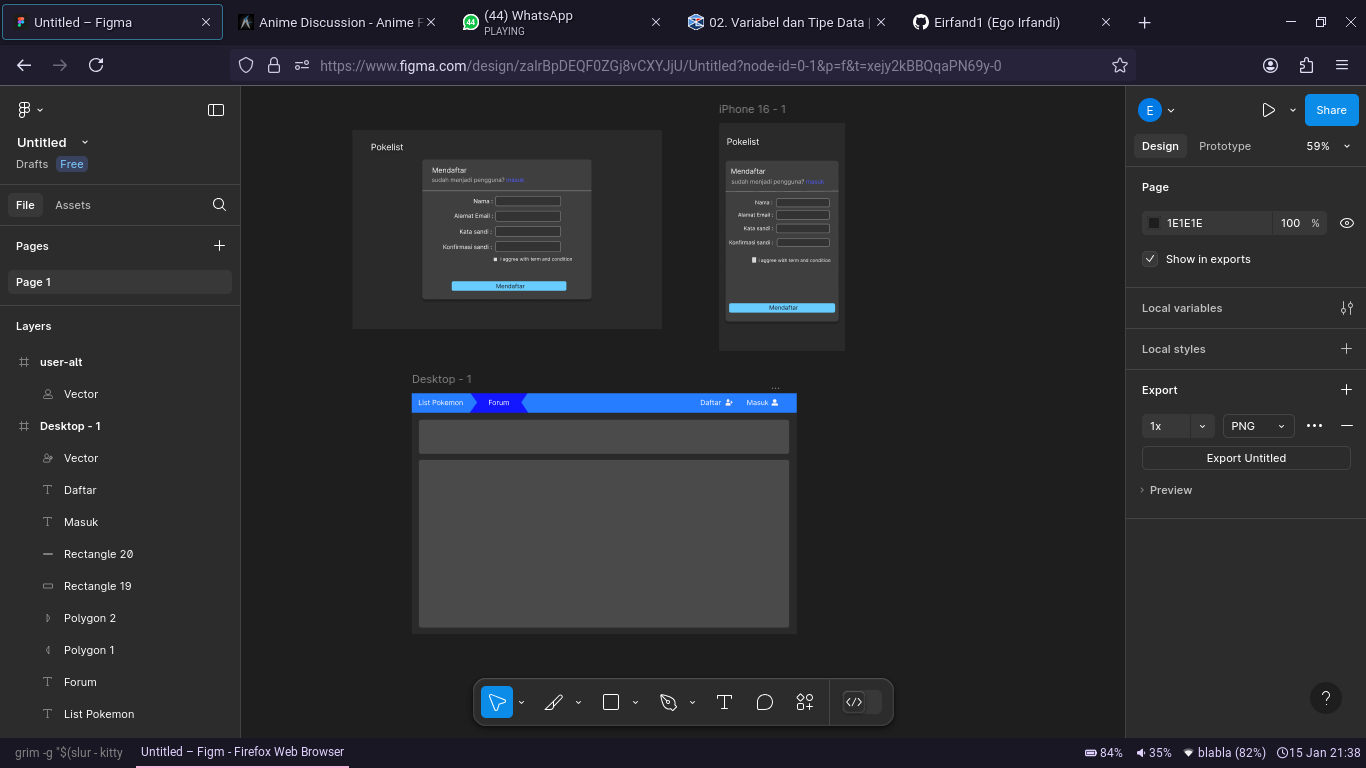 Untitled – Figma
Anime Discussion - Anime F
(44) WhatsApp
PLAYING
02. Variabel dan Tipe Data |
Eirfand1 (Ego Irfandi)
https://www.figma.com/design/zaIrBpDEQF0ZGj8vCXYJjU/Untitled?node-id=0-1&p=f&t=xejy2kBBQqaPN69y-0
Untitled
Drafts Free
File Assets
Pages
Page 1
Layers
user-alt
Vector
Desktop - 1
Vector
Daftar
Masuk
Rectangle 20
Rectangle 19
Polygon 2
Polygon 1
Forum
List Pokemon
Pokelist
Mendaftar
sudah menjadi pengguna? masuk
Nama :
Alamat Email :
Kata sandi :
Konfirmasi sandi :
I aggree with term and condition
Mendaftar
iPhone 16 - 1
Pokelist
Mendaftar
sudah menjadi pengguna? masuk
Nama :
Alamat Email :
Kata sandi :
Konfirmasi sandi :
I aggree with term and condition
Mendaftar
Desktop - 1
...
List Pokemon Forum Daftar Masuk
E
Share
Design Prototype 59%
Page
1E1E1E 100 %
Show in exports
Local variables
Local styles
Export
1x PNG
Export Untitled
Preview
?
grim -g "$(slur - kitty
Untitled – Figm - Firefox Web Browser
84% 35% blabla (82%) 15 Jan 21:38